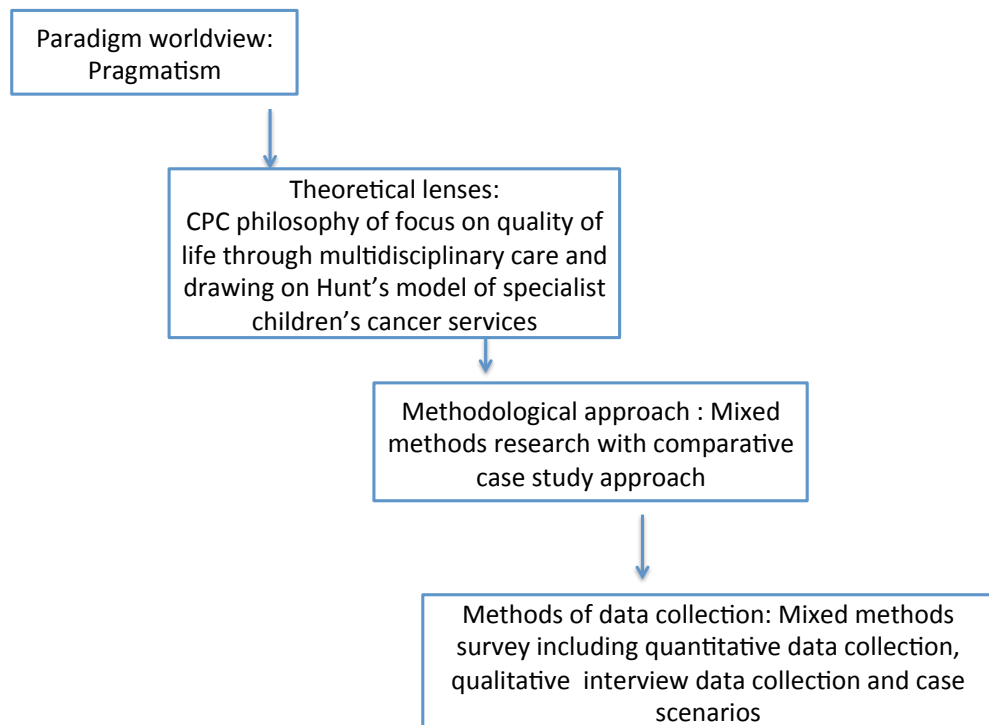 Paradigm worldview:
Pragmatism
Theoretical lenses:
CPC philosophy of focus on quality of
life through multidisciplinary care and
drawing on Hunt’s model of specialist
children’s cancer services
Methodological approach : Mixed
methods research with comparative
case study approach
Methods of data collection: Mixed methods
survey including quantitative data collection,
qualitative interview data collection and case
scenarios